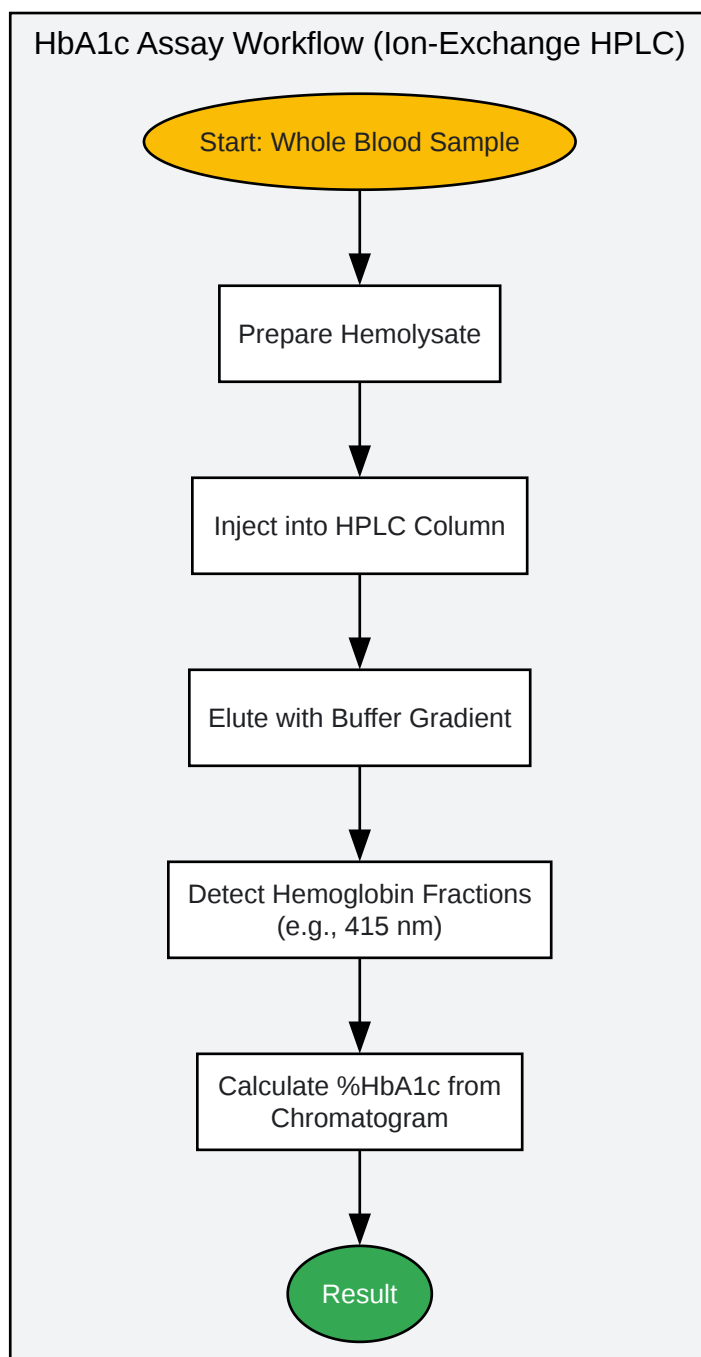 HbA1c Assay Workflow (Ion-Exchange HPLC)
Start: Whole Blood Sample
Prepare Hemolysate
Inject into HPLC Column
Elute with Buffer Gradient
Detect Hemoglobin Fractions
(e.g., 415 nm)
Calculate %HbA1c from
Chromatogram
Result